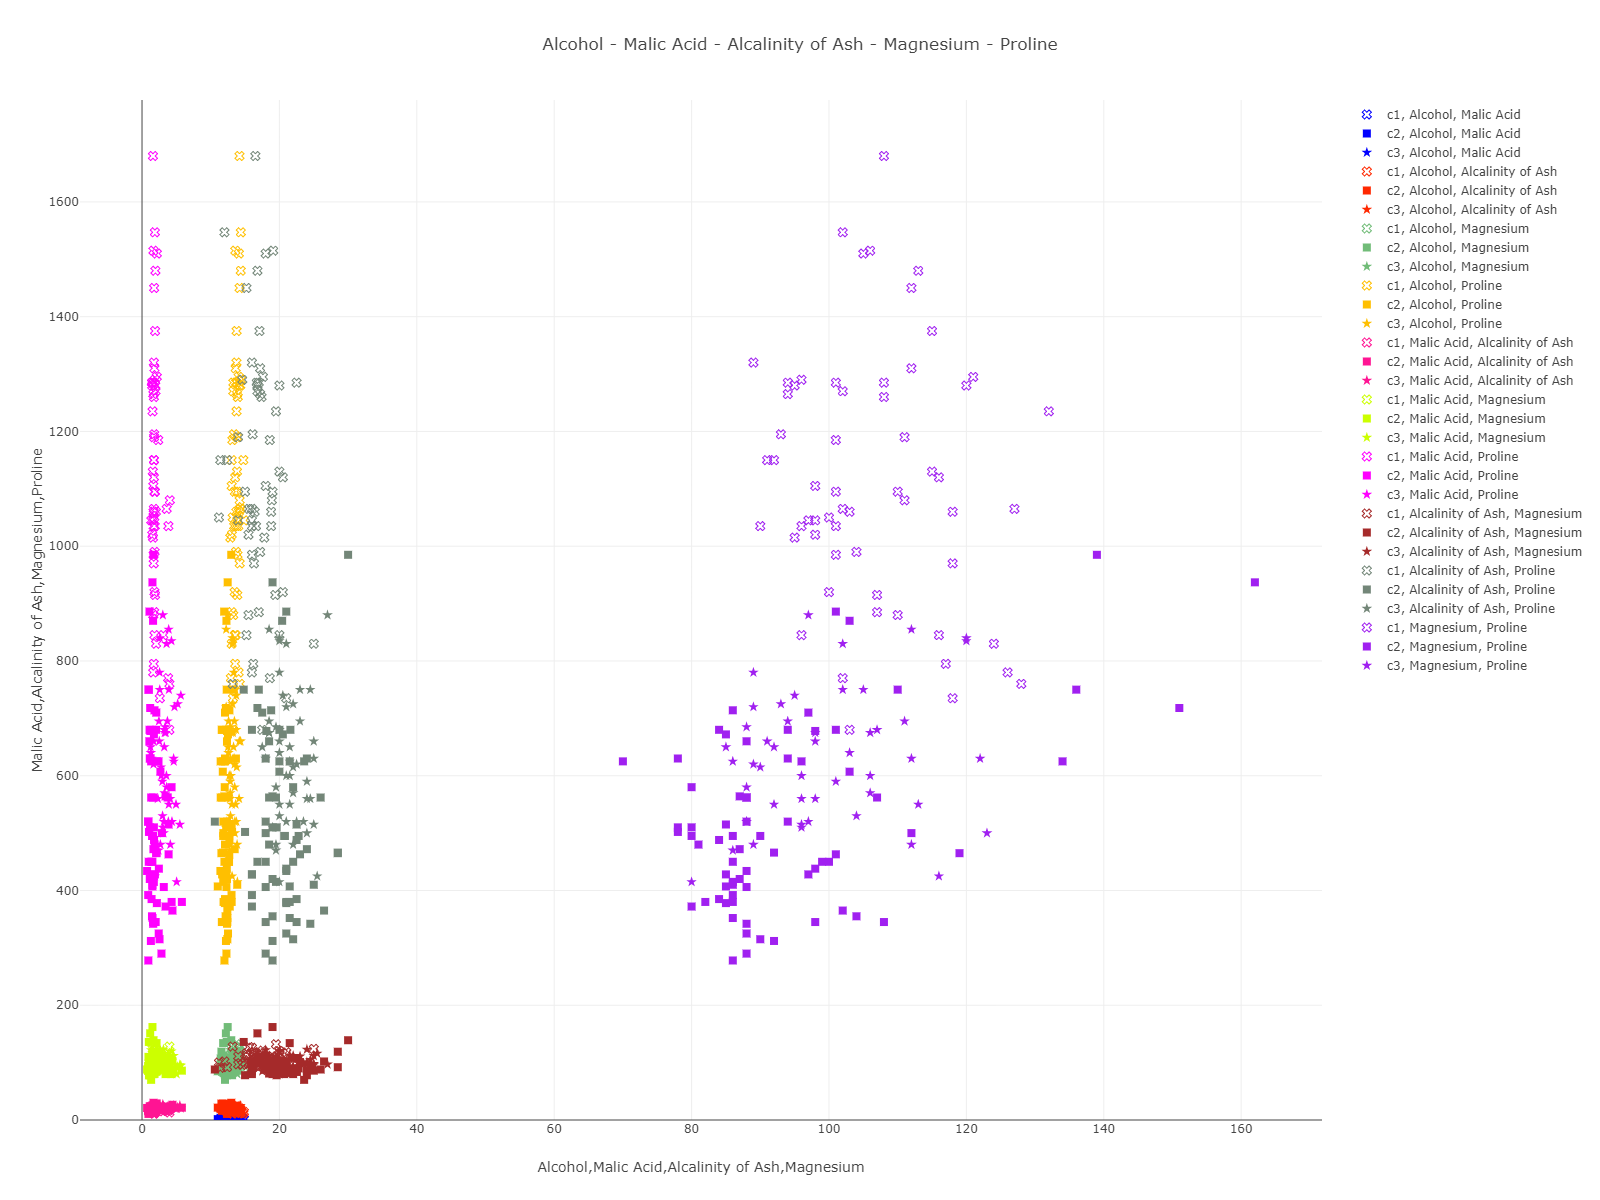 Alcohol - Malic Acid - Alcalinity of Ash - Magnesium - Proline
c1, Alcohol, Malic Acid
c2, Alcohol, Malic Acid
c3, Alcohol, Malic Acid
c1, Alcohol, Alcalinity of Ash
c2, Alcohol, Alcalinity of Ash
c3, Alcohol, Alcalinity of Ash
c1, Alcohol, Magnesium
c2, Alcohol, Magnesium
c3, Alcohol, Magnesium
c1, Alcohol, Proline
c2, Alcohol, Proline
c3, Alcohol, Proline
c1, Malic Acid, Alcalinity of Ash
c2, Malic Acid, Alcalinity of Ash
c3, Malic Acid, Alcalinity of Ash
c1, Malic Acid, Magnesium
c2, Malic Acid, Magnesium
c3, Malic Acid, Magnesium
c1, Malic Acid, Proline
c2, Malic Acid, Proline
c3, Malic Acid, Proline
c1, Alcalinity of Ash, Magnesium
c2, Alcalinity of Ash, Magnesium
c3, Alcalinity of Ash, Magnesium
c1, Alcalinity of Ash, Proline
c2, Alcalinity of Ash, Proline
c3, Alcalinity of Ash, Proline
c1, Magnesium, Proline
c2, Magnesium, Proline
c3, Magnesium, Proline
1600
1400
1200
1000
800
600
400
200
0
Malic Acid,Alcalinity of Ash,Magnesium,Proline
0 20 40 60 80 100 120 140 160
Alcohol,Malic Acid,Alcalinity of Ash,Magnesium